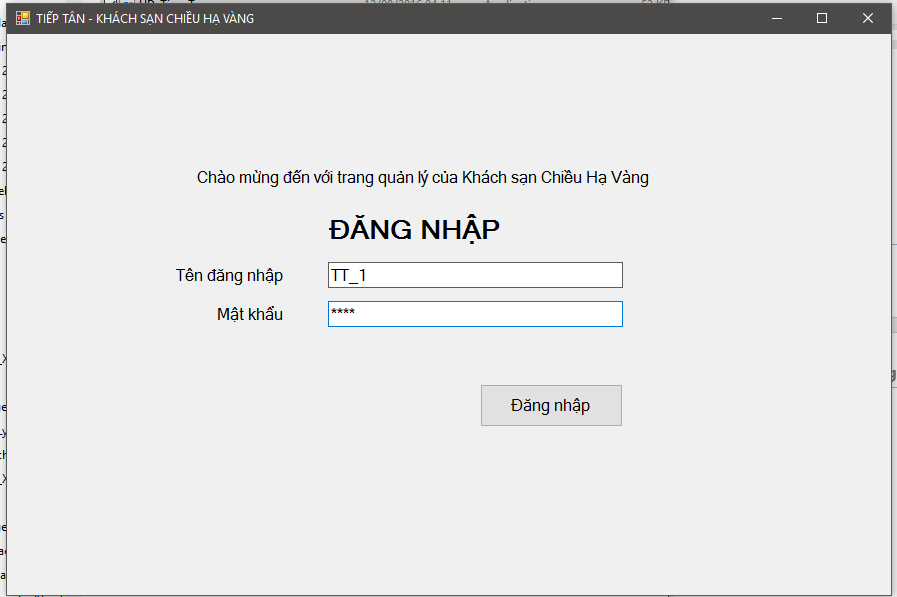 TIẾP TÂN - KHÁCH SẠN CHIỀU HẠ VÀNG
Chào mừng đến với trang quản lý của Khách sạn Chiều Hạ Vàng
ĐĂNG NHẬP
Tên đăng nhập TT_1
Mật khẩu ****
Đăng nhập